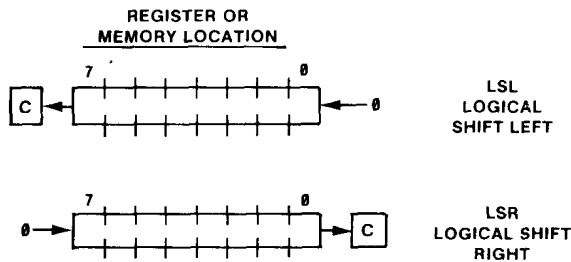 REGISTER OR
MEMORY LOCATION
7 0
C 0
LSL
LOGICAL
SHIFT LEFT
7 0
0 C
LSR
LOGICAL SHIFT
RIGHT